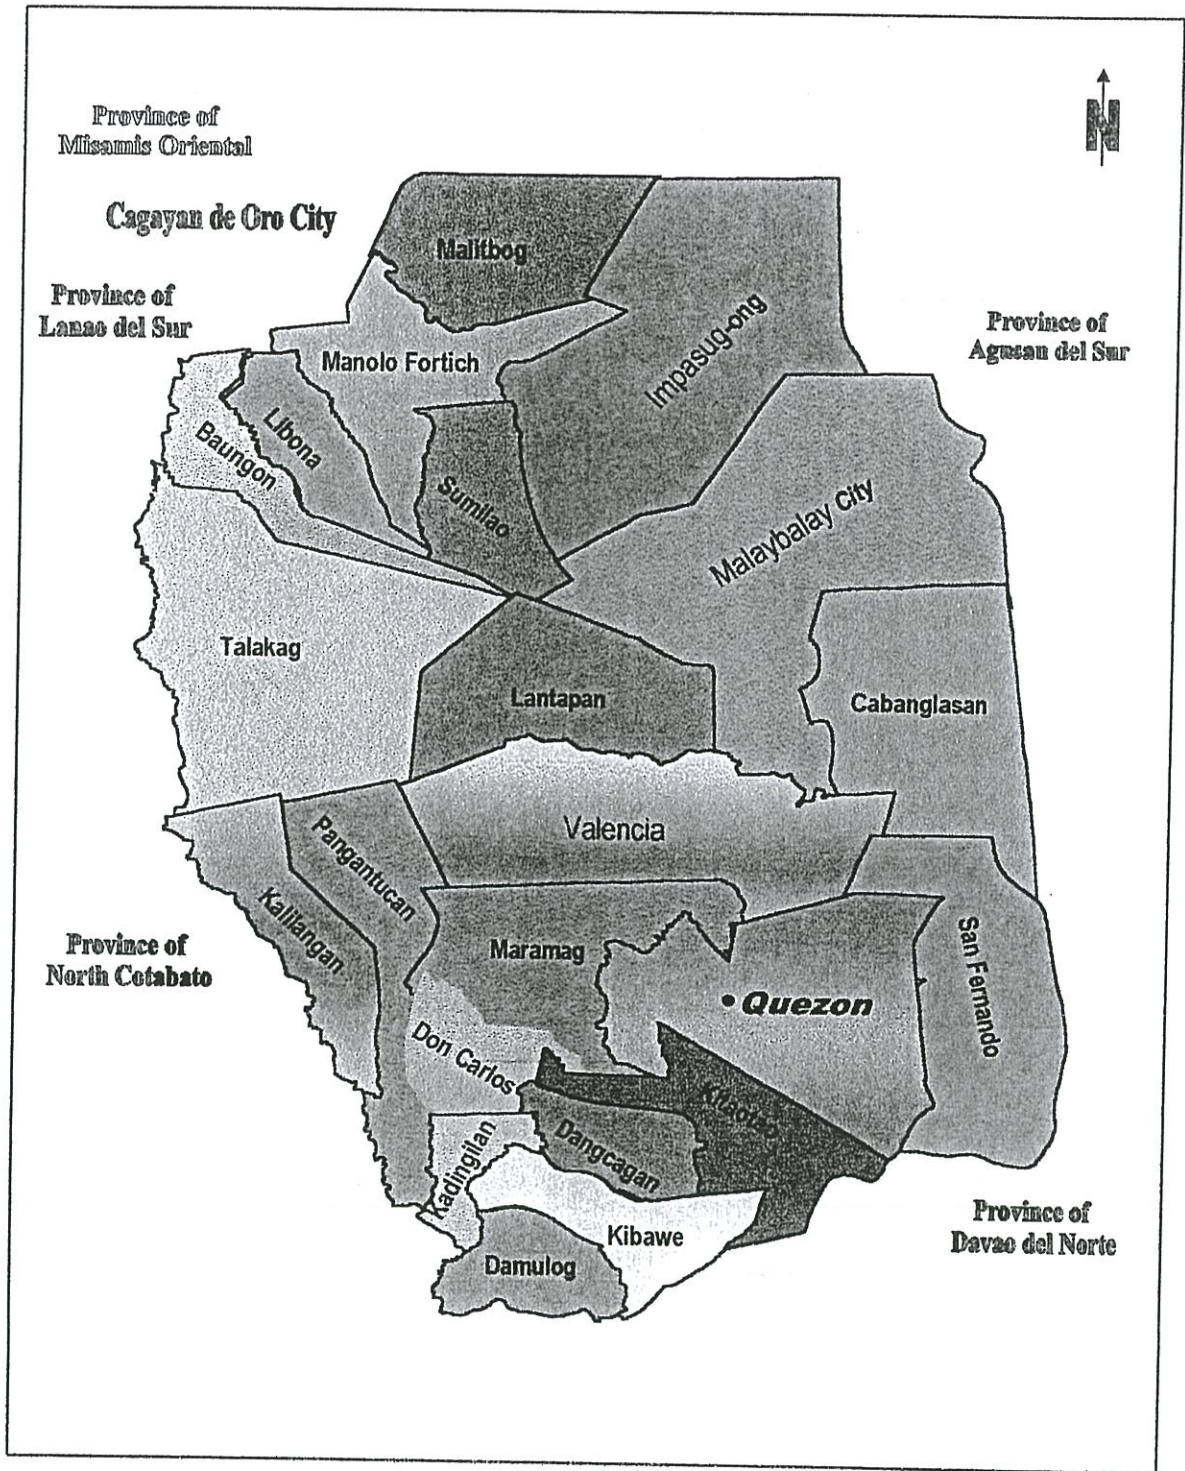 Province of
Misamis Oriental
N
Cagayan de Oro City
Malitbog
Province of
Lanao del Sur
Province of
Agusan del Sur
Manolo Fortich
Impasug-ong
Libona
Baungon
Sumilao
Malaybalay City
Talakag
Lantapan
Cabanglasan
Valencia
Pangantucan
Kalilangan
Maramag
San Fernando
Province of
North Cotabato
Quezon
Don Carlos
Kitaotao
Kadingilan
Dangcagan
Kibawe
Damulog
Province of
Davao del Norte